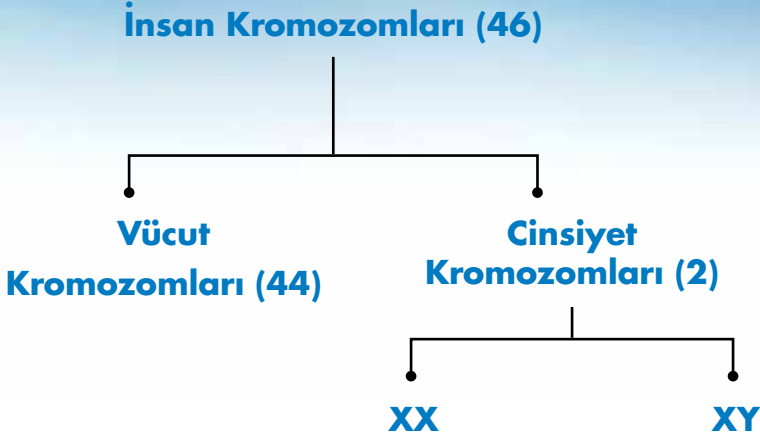 İnsan Kromozomları (46)
Vücut
Kromozomları (44)
Cinsiyet
Kromozomları (2)
XX
XY